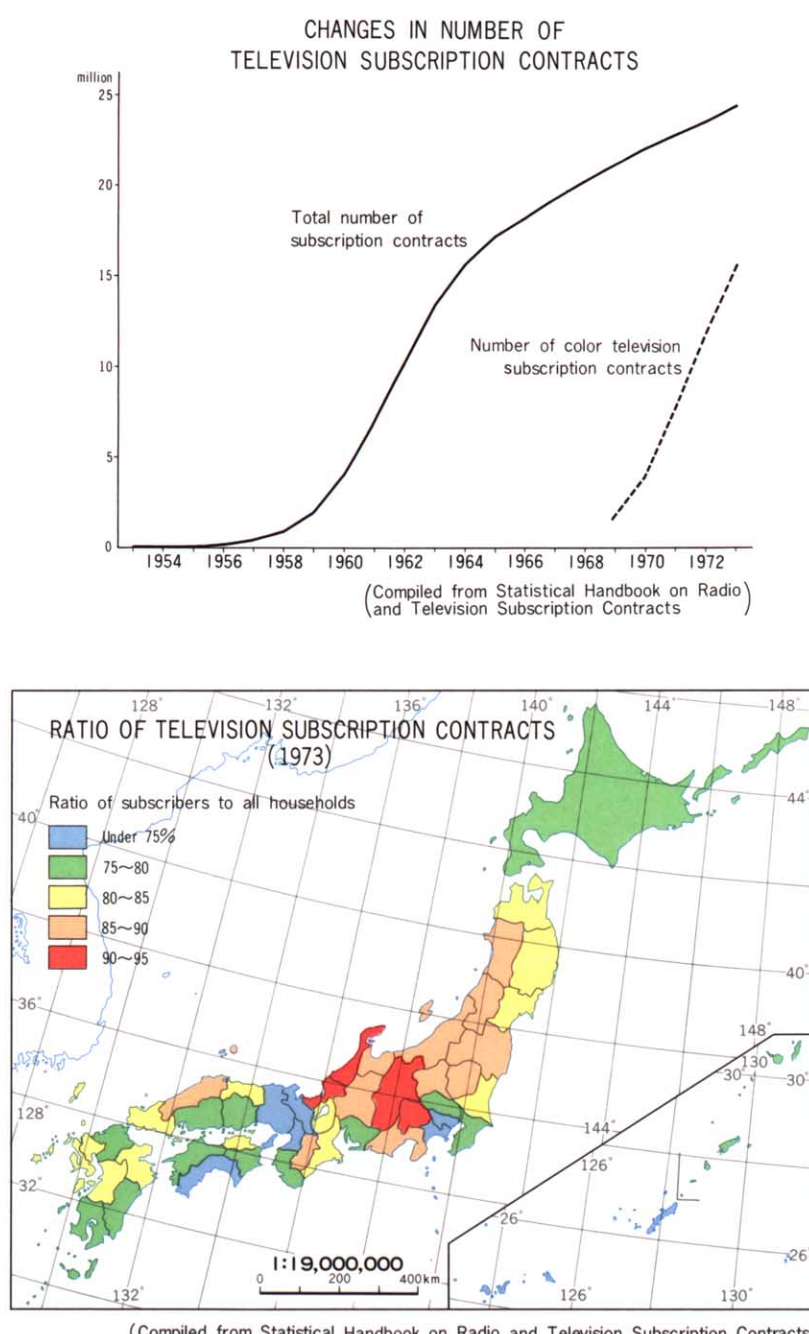 CHANGES IN NUMBER OF
TELEVISION SUBSCRIPTION CONTRACTS
million
25
20
Total number of
subscription contracts
15
Number of color television
subscription contracts
10
5
0
1954 1956 1958 1960 1962 1964 1966 1968 1970 1972
(Compiled from Statistical Handbook on Radio
and Television Subscription Contracts)
128° 132° 136° 140° 144° 148°
RATIO OF TELEVISION SUBSCRIPTION CONTRACTS
(1973)
Ratio of subscribers to all households
Under 75%
75~80
80~85
85~90
90~95
44°
40°
40°
36°
148°
130°
30°
30°
128°
144°
126°
32°
26°
26°
1:19,000,000
0 200 400km
132°
126° 130°
(Compiled from Statistical Handbook on Radio and Television Subscription Contracts